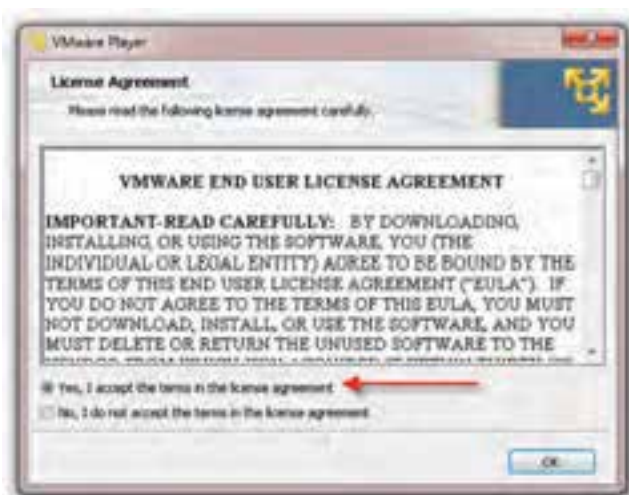 VMware Player
License Agreement
Please read the following license agreement carefully.
VMWARE END USER LICENSE AGREEMENT
IMPORTANT-READ CAREFULLY: BY DOWNLOADING,
INSTALLING, OR USING THE SOFTWARE, YOU (THE
INDIVIDUAL OR LEGAL ENTITY) AGREE TO BE BOUND BY THE
TERMS OF THIS END USER LICENSE AGREEMENT ("EULA"). IF
YOU DO NOT AGREE TO THE TERMS OF THIS EULA, YOU MUST
NOT DOWNLOAD, INSTALL, OR USE THE SOFTWARE, AND YOU
MUST DELETE OR RETURN THE UNUSED SOFTWARE TO THE
Yes, I accept the terms in the license agreement
No, I do not accept the terms in the license agreement
OK